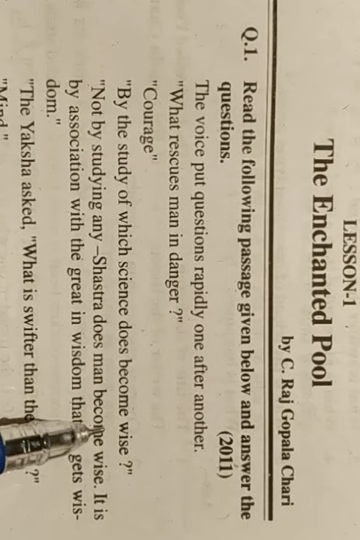 LESSON-1
The Enchanted Pool
by C. Raj Gopala Chari
Q.1. Read the following passage given below and answer the
questions. (2011)
The voice put questions rapidly one after another.
"What rescues man in danger ?"
"Courage"
"By the study of which science does become wise ?"
"Not by studying any –Shastra does man become wise. It is
by association with the great in wisdom that gets wis-
dom."
"The Yaksha asked, "What is swifter than the ?"
"Mind."